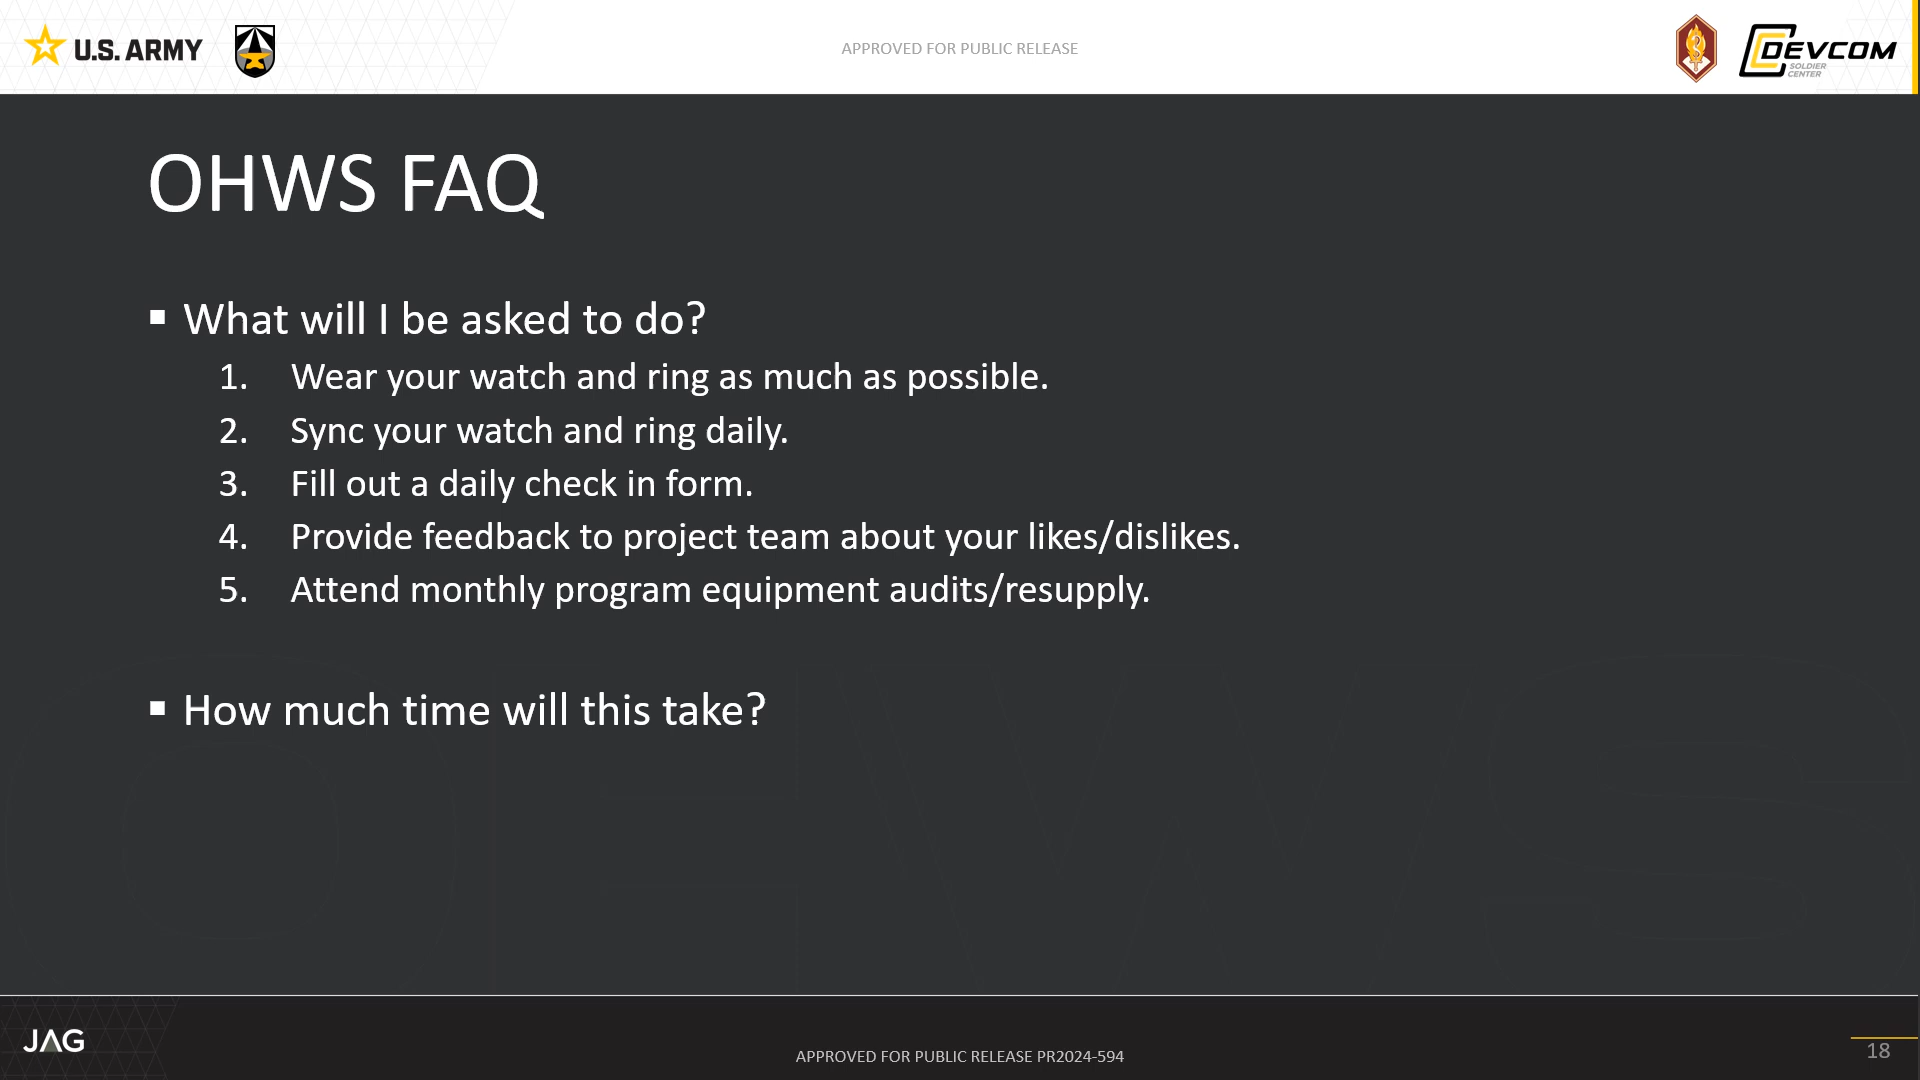 U.S. ARMY
APPROVED FOR PUBLIC RELEASE
DEVCOM
SOLDIER
CENTER
OHWS FAQ
▪ What will I be asked to do?
1. Wear your watch and ring as much as possible.
2. Sync your watch and ring daily.
3. Fill out a daily check in form.
4. Provide feedback to project team about your likes/dislikes.
5. Attend monthly program equipment audits/resupply.
▪ How much time will this take?
JAG
APPROVED FOR PUBLIC RELEASE PR2024-594
18